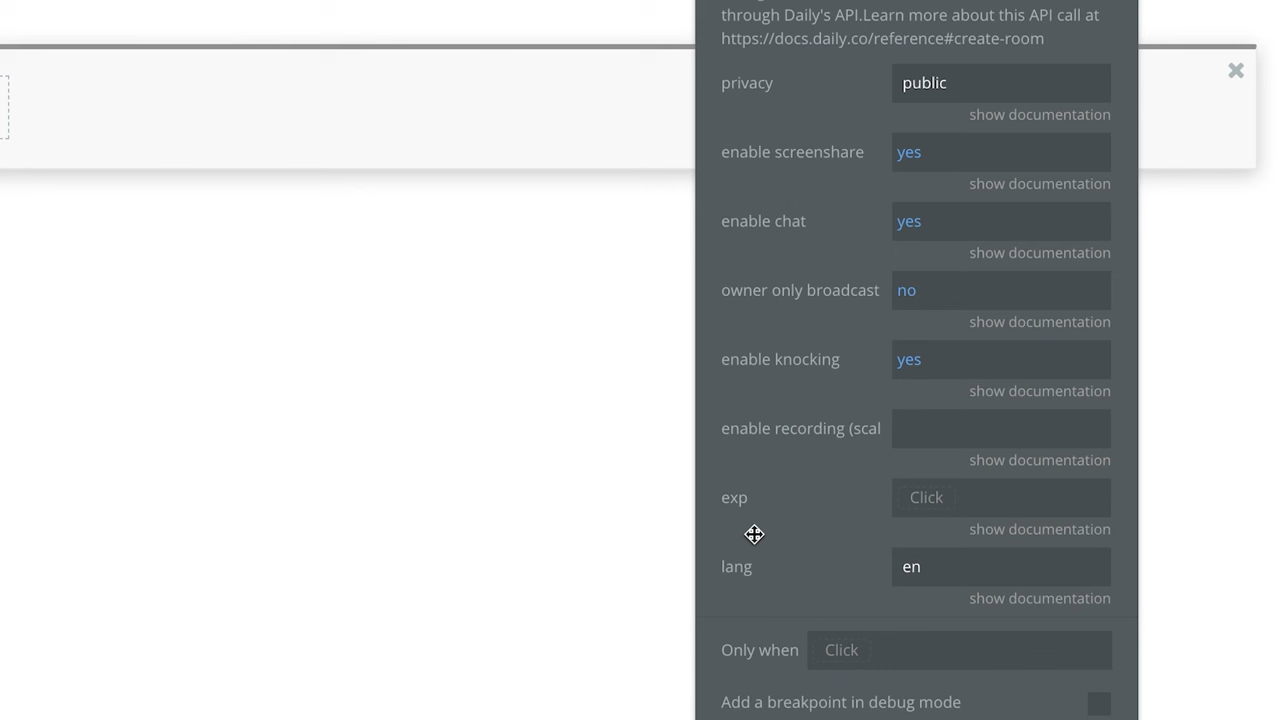 through Daily's API.Learn more about this API call at
https://docs.daily.co/reference#create-room
privacy public
show documentation
enable screenshare yes
show documentation
enable chat yes
show documentation
owner only broadcast no
show documentation
enable knocking yes
show documentation
enable recording (scal
show documentation
exp Click
show documentation
lang en
show documentation
Only when Click
Add a breakpoint in debug mode